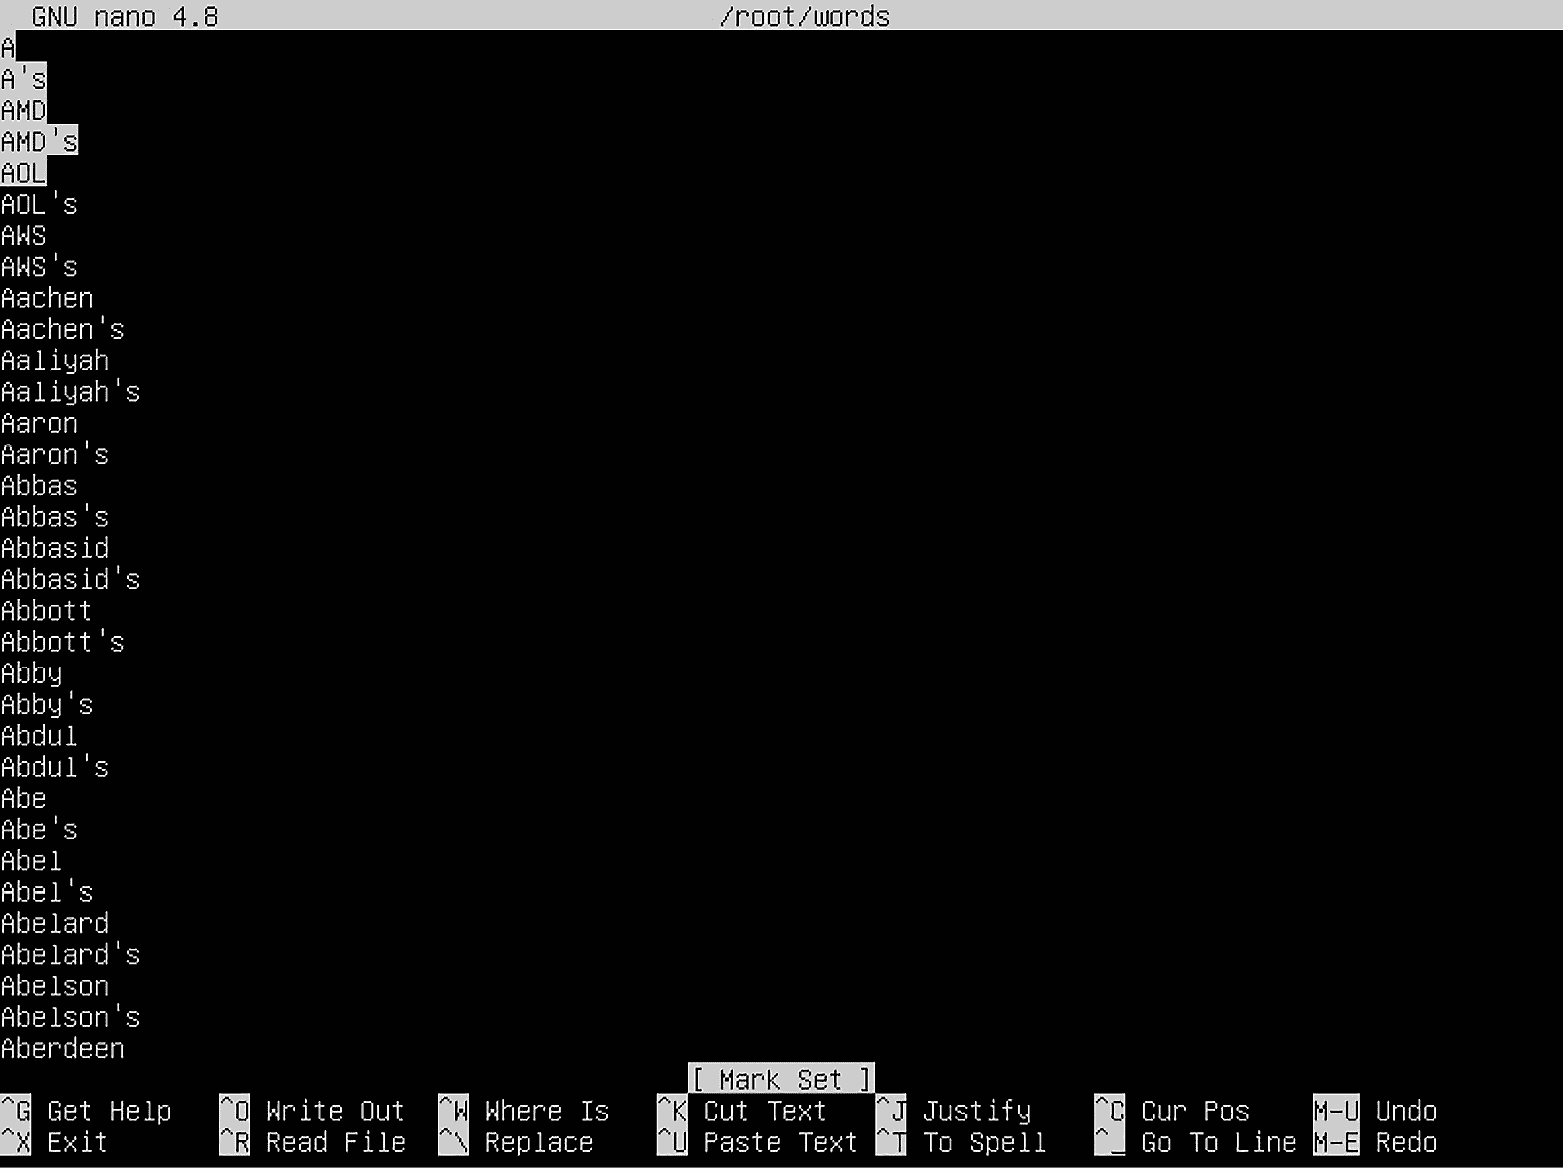 GNU nano 4.8 /root/words
A
A's
AMD
AMD's
AOL
AOL's
AWS
AWS's
Aachen
Aachen's
Aaliyah
Aaliyah's
Aaron
Aaron's
Abbas
Abbas's
Abbasid
Abbasid's
Abbott
Abbott's
Abby
Abby's
Abdul
Abdul's
Abe
Abe's
Abel
Abel's
Abelard
Abelard's
Abelson
Abelson's
Aberdeen
[ Mark Set ]
^G Get Help ^O Write Out ^W Where Is ^K Cut Text ^J Justify ^C Cur Pos M-U Undo
^X Exit ^R Read File ^\ Replace ^U Paste Text ^T To Spell ^_ Go To Line M-E Redo